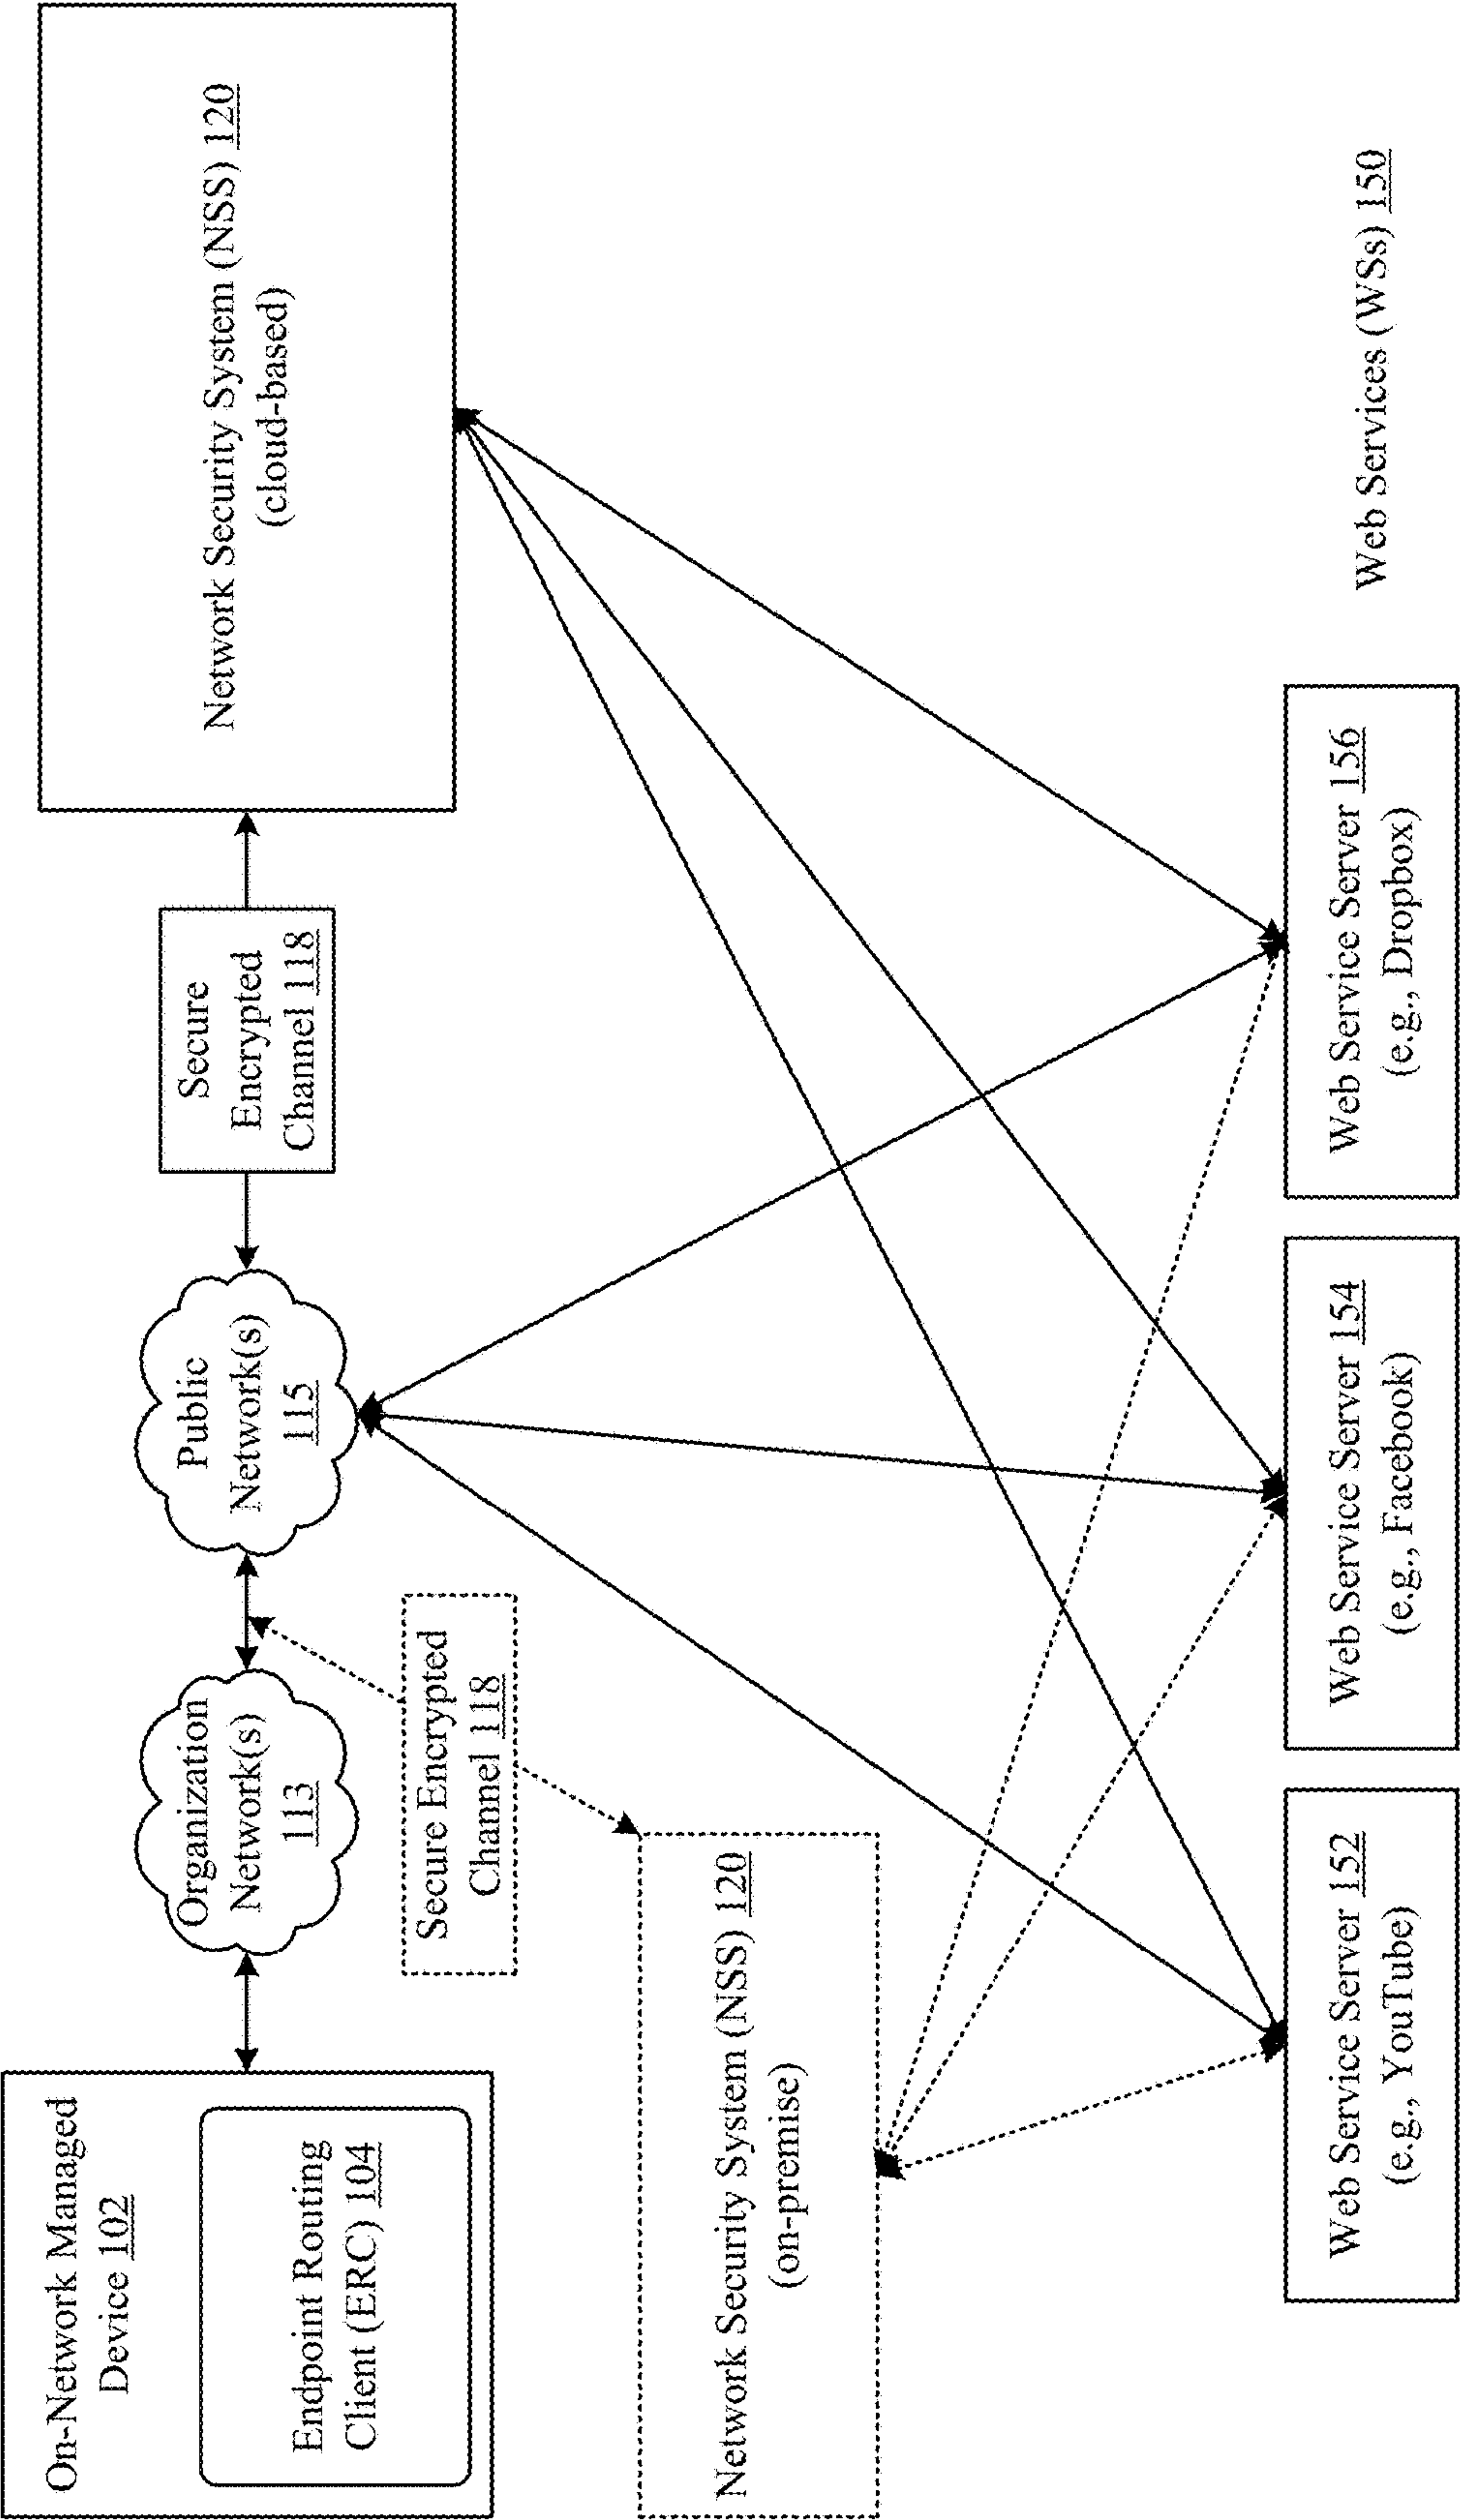 On-Network Managed
Device 102
Endpoint Routing
Client (ERC) 104
Organization
Network(s)
113
Public
Network(s)
115
Secure
Encrypted
Channel 118
Network Security System (NSS) 120
(cloud-based)
Secure Encrypted
Channel 118
Network Security System (NSS) 120
(on-premise)
Web Service Server 152
(e.g., YouTube)
Web Service Server 154
(e.g., Facebook)
Web Service Server 156
(e.g., Dropbox)
Web Services (WSs) 150